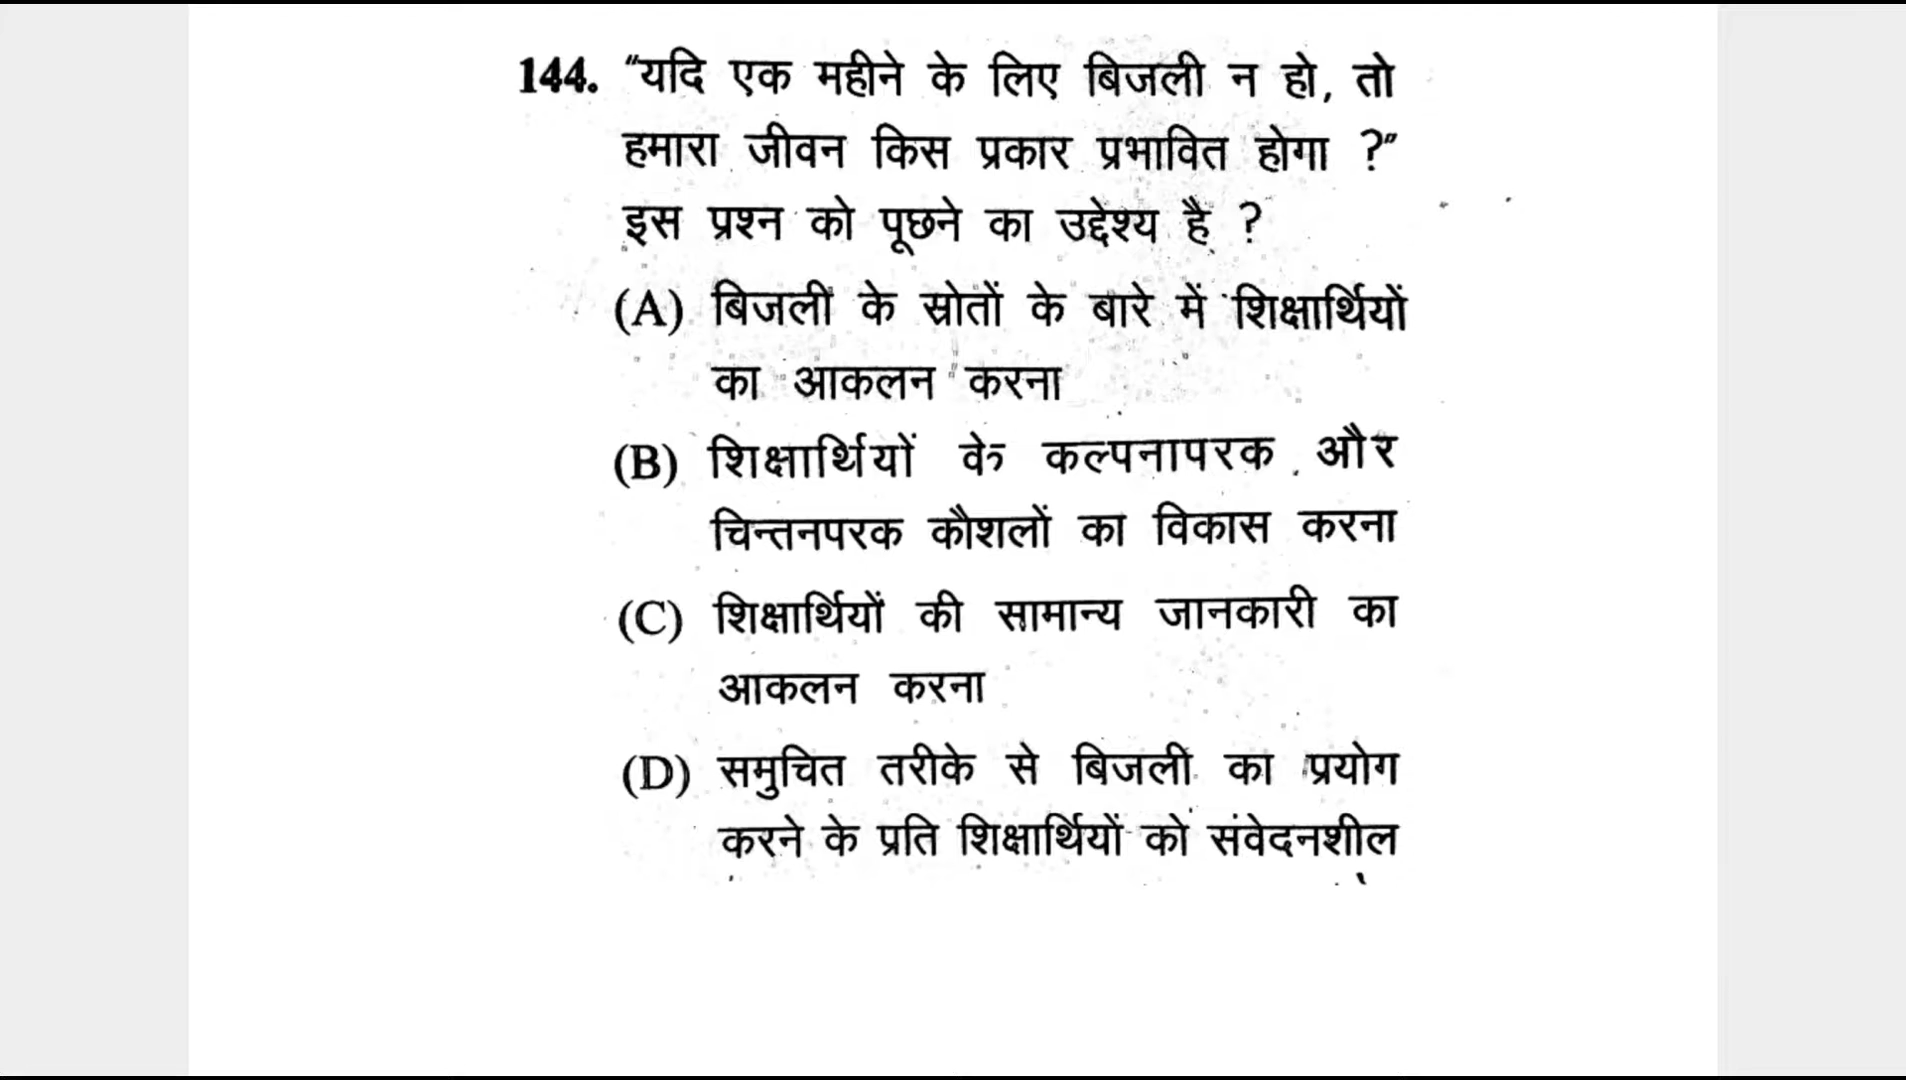 144. "यदि एक महीने के लिए बिजली न हो, तो
हमारा जीवन किस प्रकार प्रभावित होगा ?"
इस प्रश्न को पूछने का उद्देश्य है ?
(A) बिजली के स्रोतों के बारे में शिक्षार्थियों
का आकलन करना
(B) शिक्षार्थियों के कल्पनापरक और
चिन्तनपरक कौशलों का विकास करना
(C) शिक्षार्थियों की सामान्य जानकारी का
आकलन करना
(D) समुचित तरीके से बिजली का प्रयोग
करने के प्रति शिक्षार्थियों को संवेदनशील